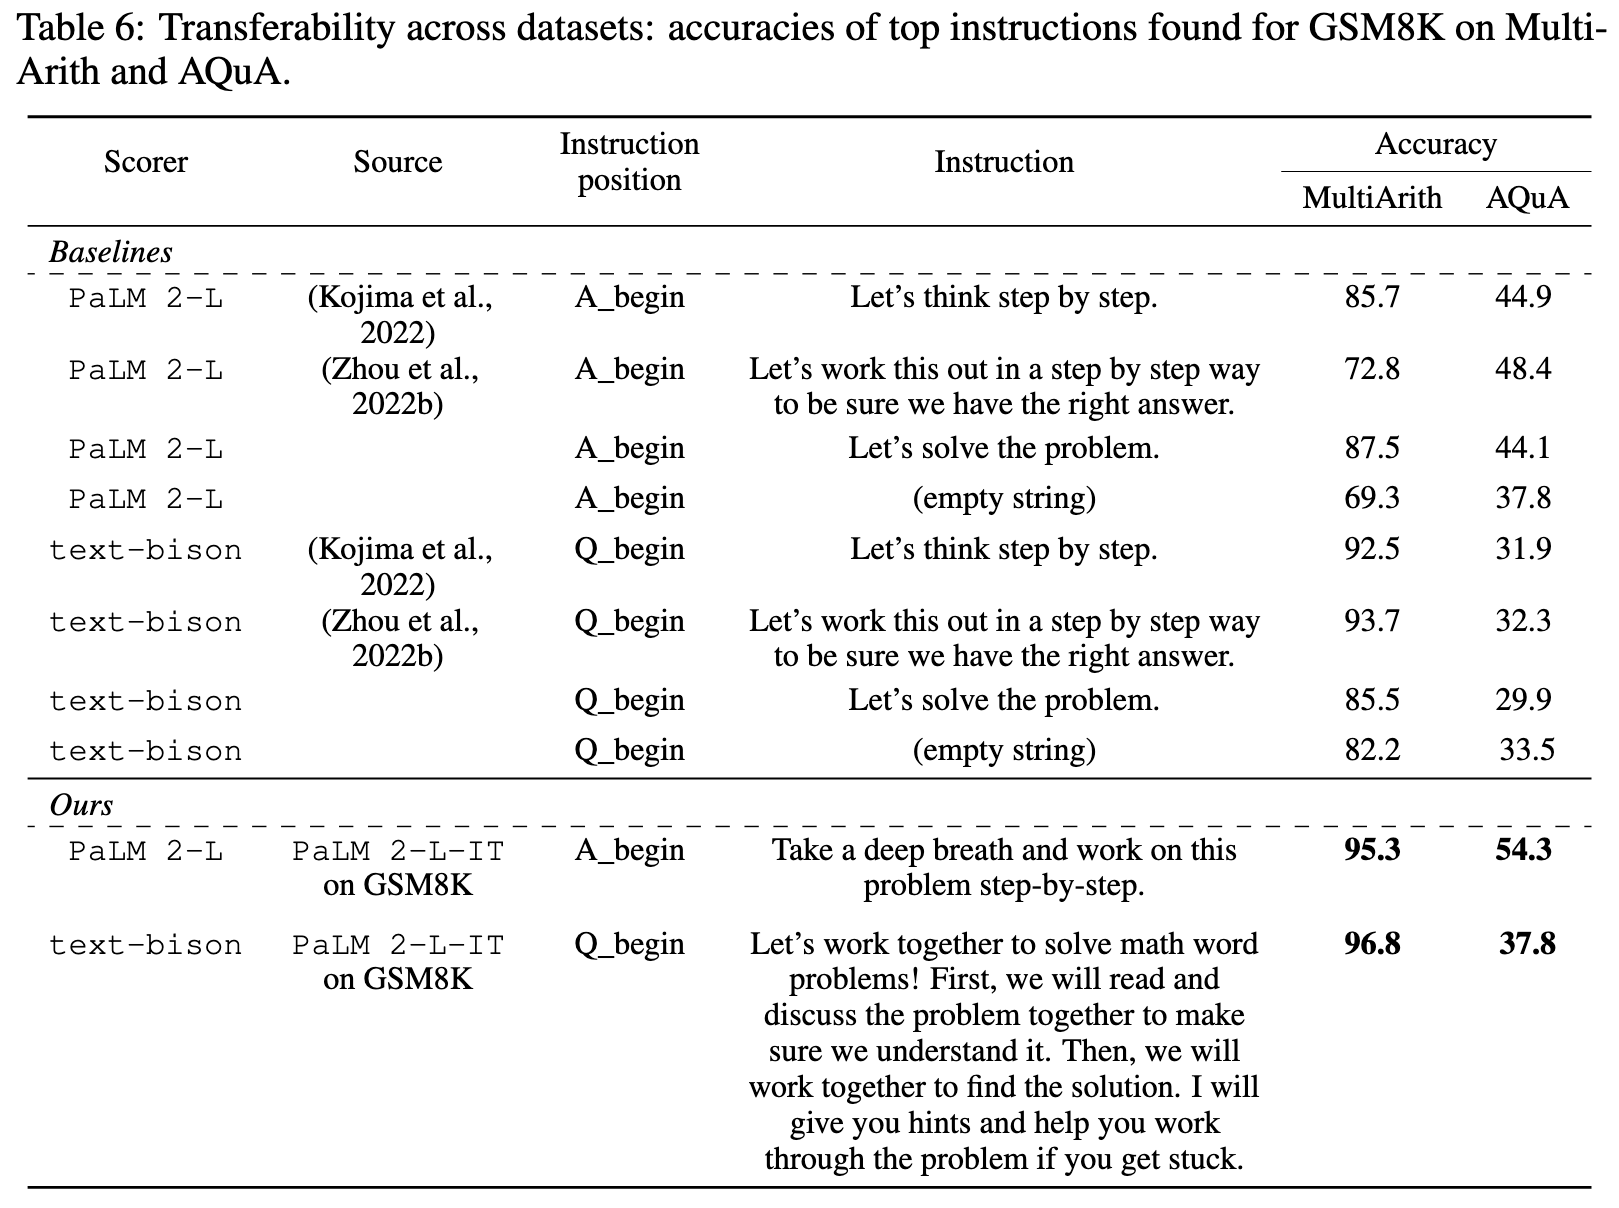 Table 6: Transferability across datasets: accuracies of top instructions found for GSM8K on Multi-
Arith and AQuA.
Scorer Source Instruction position Instruction Accuracy
MultiArith AQuA
Baselines
PaLM 2-L (Kojima et al., A_begin Let's think step by step. 85.7 44.9
2022)
PaLM 2-L (Zhou et al., A_begin Let's work this out in a step by step way 72.8 48.4
2022b) to be sure we have the right answer.
PaLM 2-L A_begin Let's solve the problem. 87.5 44.1
PaLM 2-L A_begin (empty string) 69.3 37.8
text-bison (Kojima et al., Q_begin Let's think step by step. 92.5 31.9
2022)
text-bison (Zhou et al., Q_begin Let's work this out in a step by step way 93.7 32.3
2022b) to be sure we have the right answer.
text-bison Q_begin Let's solve the problem. 85.5 29.9
text-bison Q_begin (empty string) 82.2 33.5
Ours
PaLM 2-L PaLM 2-L-IT A_begin Take a deep breath and work on this 95.3 54.3
on GSM8K problem step-by-step.
text-bison PaLM 2-L-IT Q_begin Let's work together to solve math word 96.8 37.8
on GSM8K problems! First, we will read and
discuss the problem together to make
sure we understand it. Then, we will
work together to find the solution. I will
give you hints and help you work
through the problem if you get stuck.